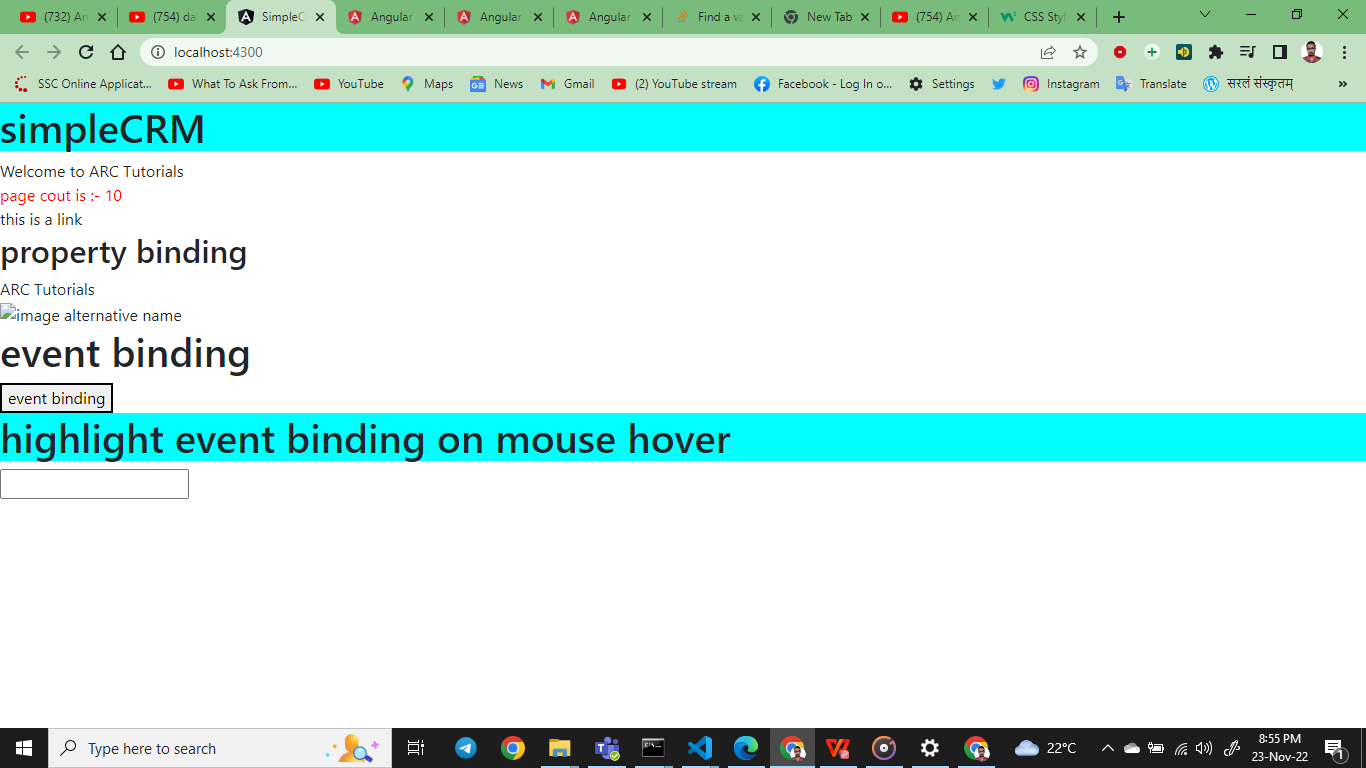 (732) An
(754) da
SimpleC
Angular
Angular
Angular
Find a va
New Tab
(754) An
CSS Styl
localhost:4300
SSC Online Applicat...
What To Ask From...
YouTube
Maps
News
Gmail
(2) YouTube stream
Facebook - Log In o...
Settings
Instagram
Translate
सरलं संस्कृतम्
»
simpleCRM
Welcome to ARC Tutorials
page cout is :- 10
this is a link
property binding
ARC Tutorials
image alternative name
event binding
event binding
highlight event binding on mouse hover
Type here to search
22°C
8:55 PM
23-Nov-22
1